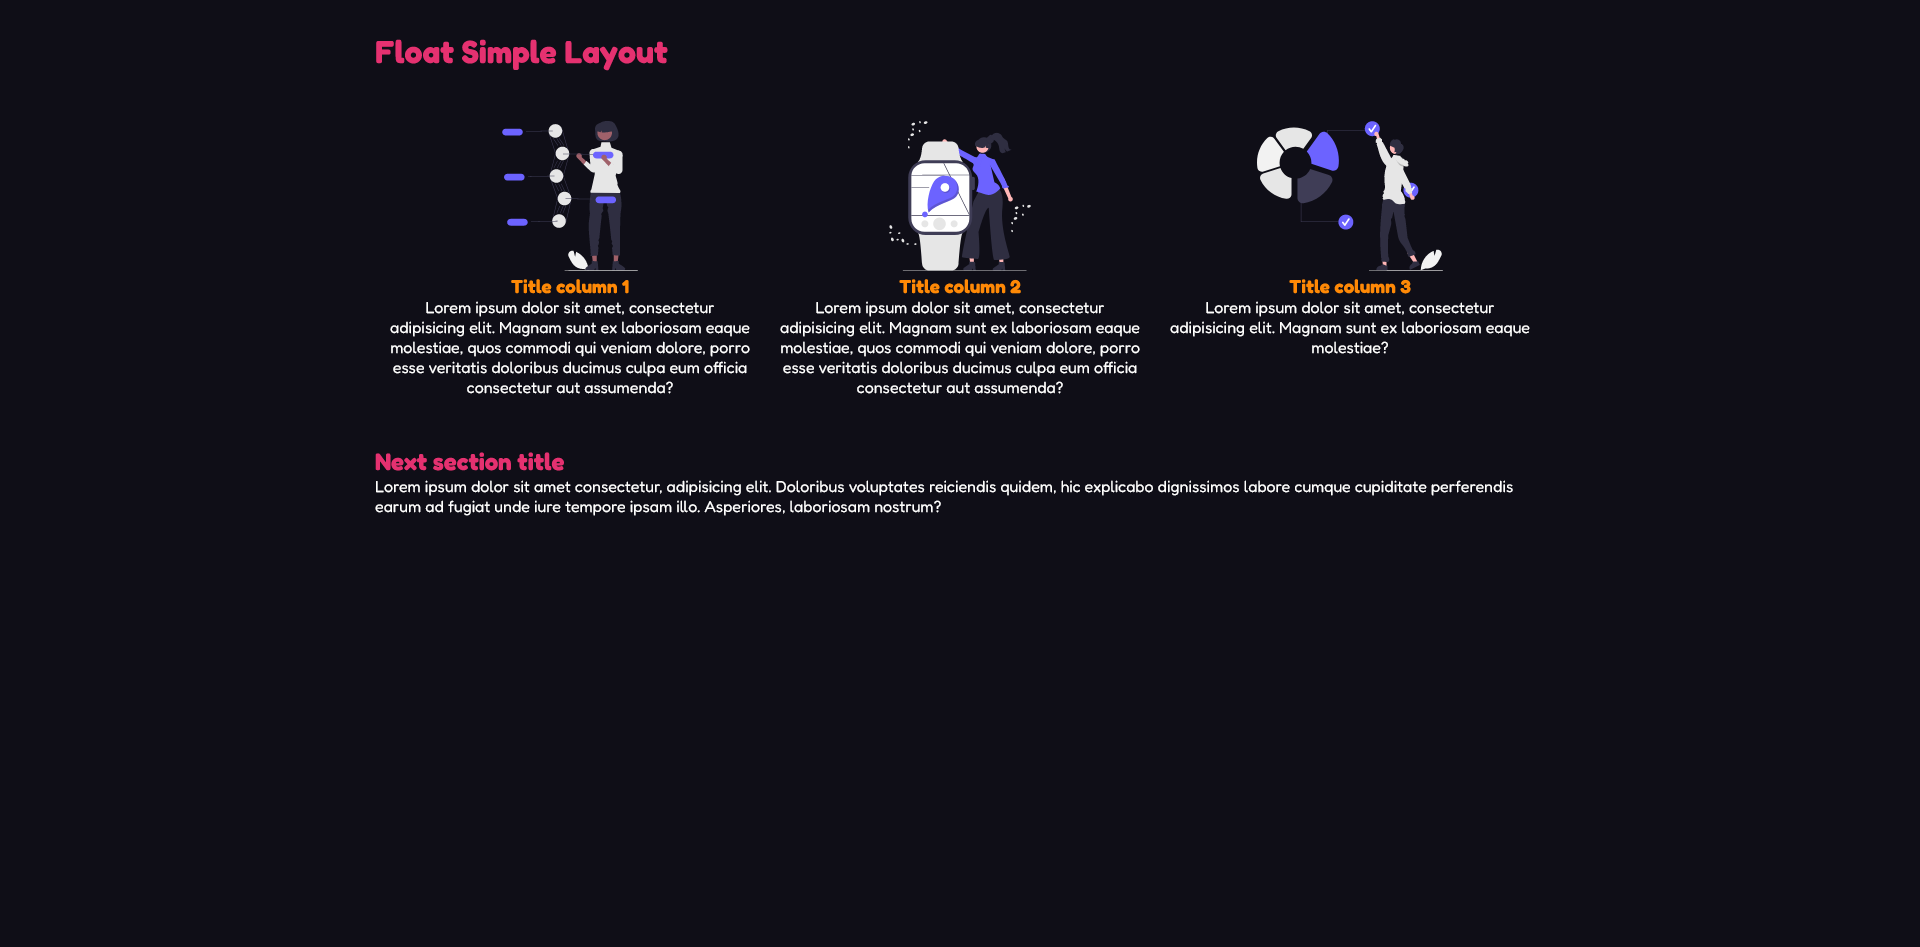 Float Simple Layout
Title column 1
Lorem ipsum dolor sit amet, consectetur
adipisicing elit. Magnam sunt ex laboriosam eaque
molestiae, quos commodi qui veniam dolore, porro
esse veritatis doloribus ducimus culpa eum officia
consectetur aut assumenda?
Title column 2
Lorem ipsum dolor sit amet, consectetur
adipisicing elit. Magnam sunt ex laboriosam eaque
molestiae, quos commodi qui veniam dolore, porro
esse veritatis doloribus ducimus culpa eum officia
consectetur aut assumenda?
Title column 3
Lorem ipsum dolor sit amet, consectetur
adipisicing elit. Magnam sunt ex laboriosam eaque
molestiae?
Next section title
Lorem ipsum dolor sit amet consectetur, adipisicing elit. Doloribus voluptates reiciendis quidem, hic explicabo dignissimos labore cumque cupiditate perferendis
earum ad fugiat unde iure tempore ipsam illo. Asperiores, laboriosam nostrum?